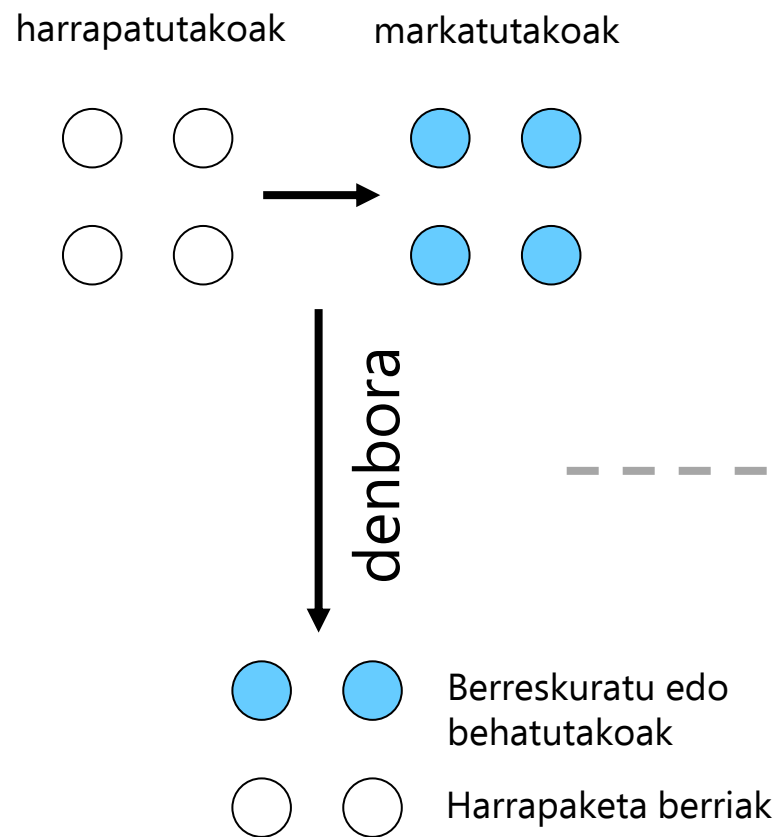 harrapatutakoak
markatutakoak
denbora
Berreskuratu edo
behatutakoak
Harrapaketa berriak